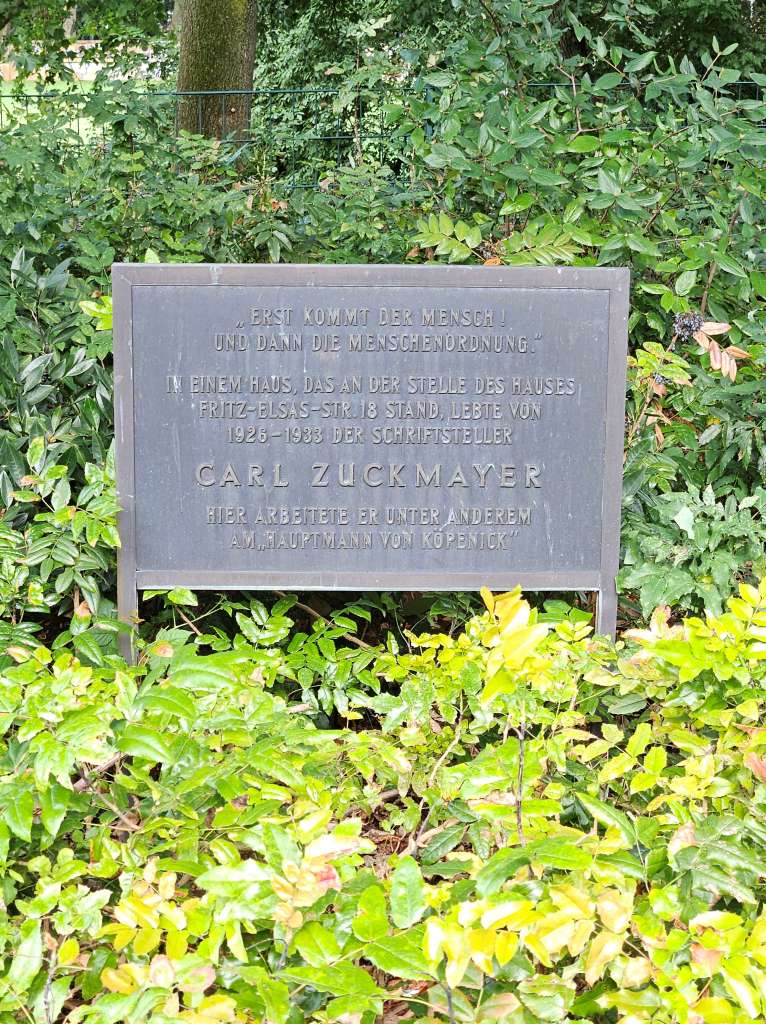 „ERST KOMMT DER MENSCH!
UND DANN DIE MENSCHENORDNUNG."
IN EINEM HAUS, DAS AN DER STELLE DES HAUSES
FRITZ-ELSAS-STR. 18 STAND, LEBTE VON
1926-1933 DER SCHRIFTSTELLER
CARL ZUCKMAYER
HIER ARBEITETE ER UNTER ANDEREM
AM „HAUPTMANN VON KÖPENICK"